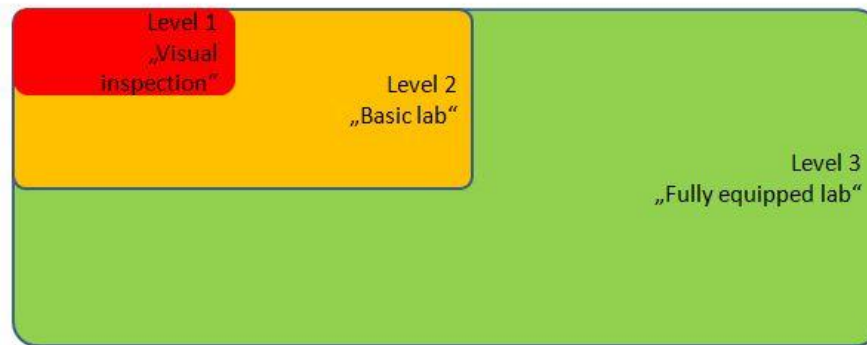 Level 1
„Visual
inspection“
Level 2
„Basic lab“
Level 3
„Fully equipped lab“